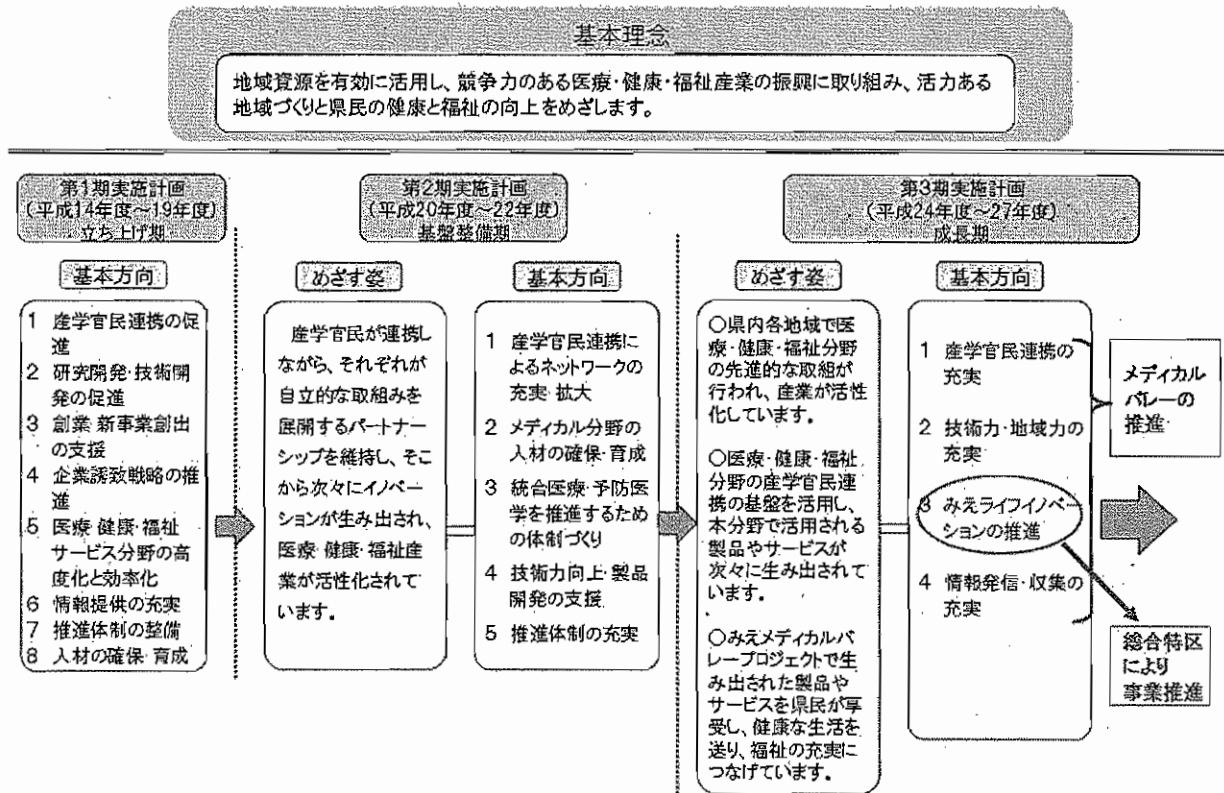 基本理念
地域資源を有効に活用し、競争力のある医療・健康・福祉産業の振興に取り組み、活力ある
地域づくりと県民の健康と福祉の向上をめざします。
第1期実施計画
(平成14年度～19年度)
立ち上げ期
基本方向
1 産学官民連携の促
進
2 研究開発・技術開
発の促進
3 創業・新事業創出
の支援
4 企業誘致戦略の推
進
5 医療・健康・福祉
サービス分野の高
度化と効率化
6 情報提供の充実
7 推進体制の整備
8 人材の確保・育成
第2期実施計画
(平成20年度～22年度)
基盤整備期
めざす姿
産学官民が連携し
ながら、それぞれが
自立的な取組みを
展開するパートナー
シップを維持し、そこ
から次々にイノベー
ションが生み出され、
医療・健康・福祉産
業が活性化されて
います。
基本方向
1 産学官民連携に
よるネットワークの
充実・拡大
2 メディカル分野の
人材の確保・育成
3 統合医療・予防医
学を推進するため
の体制づくり
4 技術力向上・製品
開発の支援
5 推進体制の充実
第3期実施計画
(平成24年度～27年度)
成長期
めざす姿
○県内各地域で医
療・健康・福祉分野
の先進的な取組が
行われ、産業が活性
化しています。
○医療・健康・福祉
分野の産学官民連
携の基盤を活用し、
本分野で活用される
製品やサービスが
次々に生み出されて
います。
○みえメディカルバ
レープロジェクトで生
み出された製品や
サービスを県民が享
受し、健康な生活を
送り、福祉の充実に
つなげています。
基本方向
1 産学官民連携の
充実
2 技術力・地域力の
充実
3 みえライフイノベー
ションの推進
4 情報発信・収集の
充実
メディカル
バレーの
推進
総合特区
により
事業推進